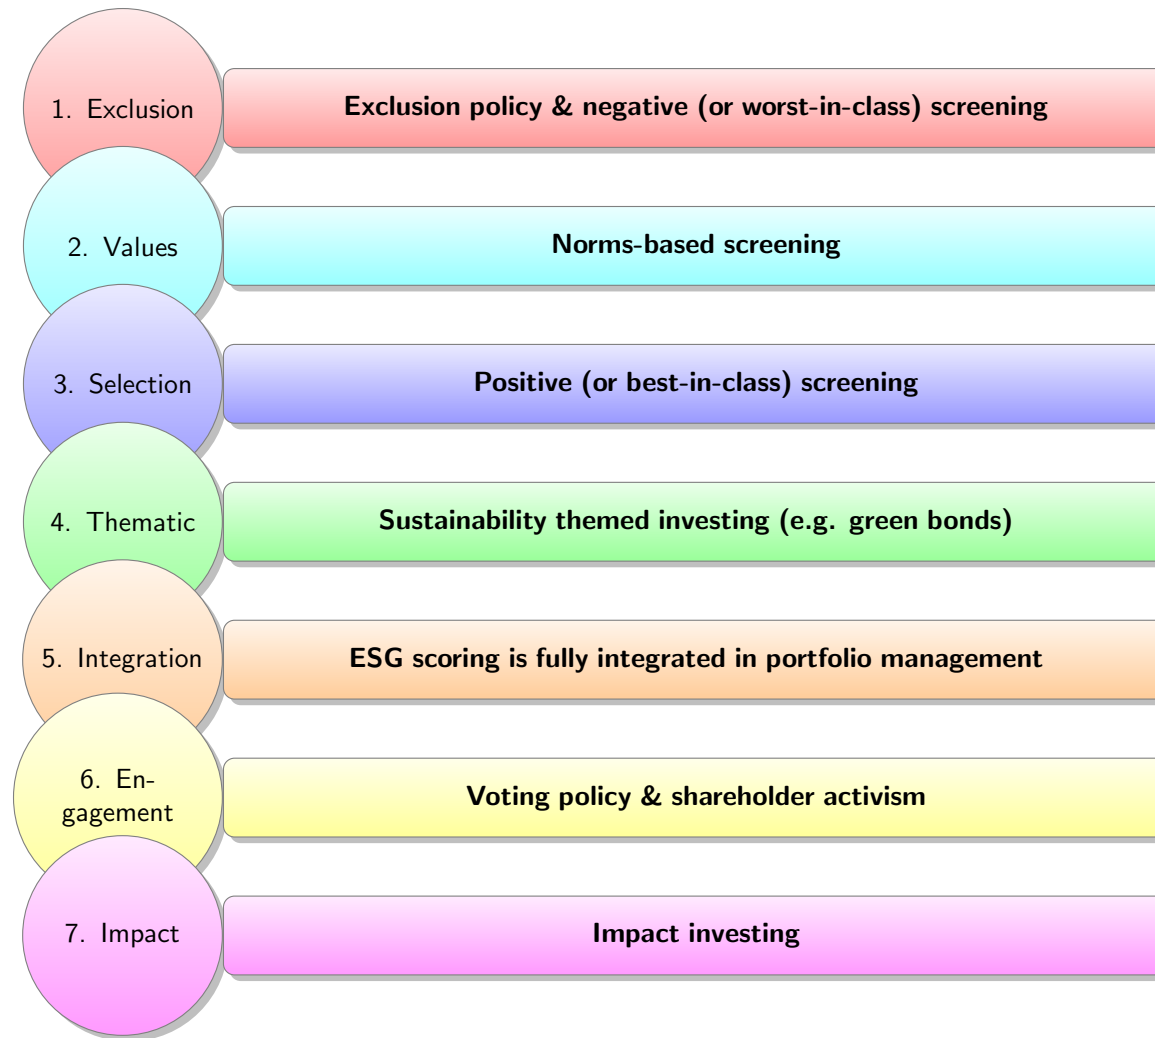 1. Exclusion
Exclusion policy & negative (or worst-in-class) screening
2. Values
Norms-based screening
3. Selection
Positive (or best-in-class) screening
4. Thematic
Sustainability themed investing (e.g. green bonds)
5. Integration
ESG scoring is fully integrated in portfolio management
6. En-
gagement
Voting policy & shareholder activism
7. Impact
Impact investing